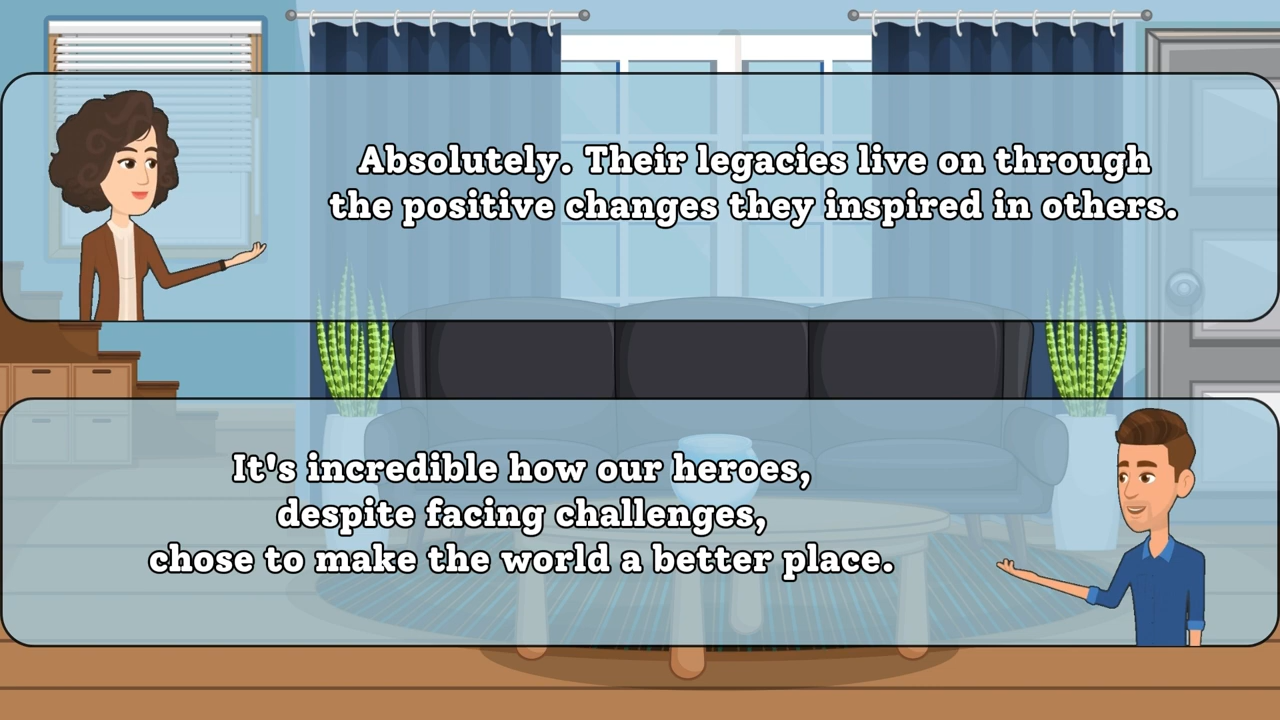 Absolutely. Their legacies live on through
the positive changes they inspired in others.
It's incredible how our heroes,
despite facing challenges,
chose to make the world a better place.